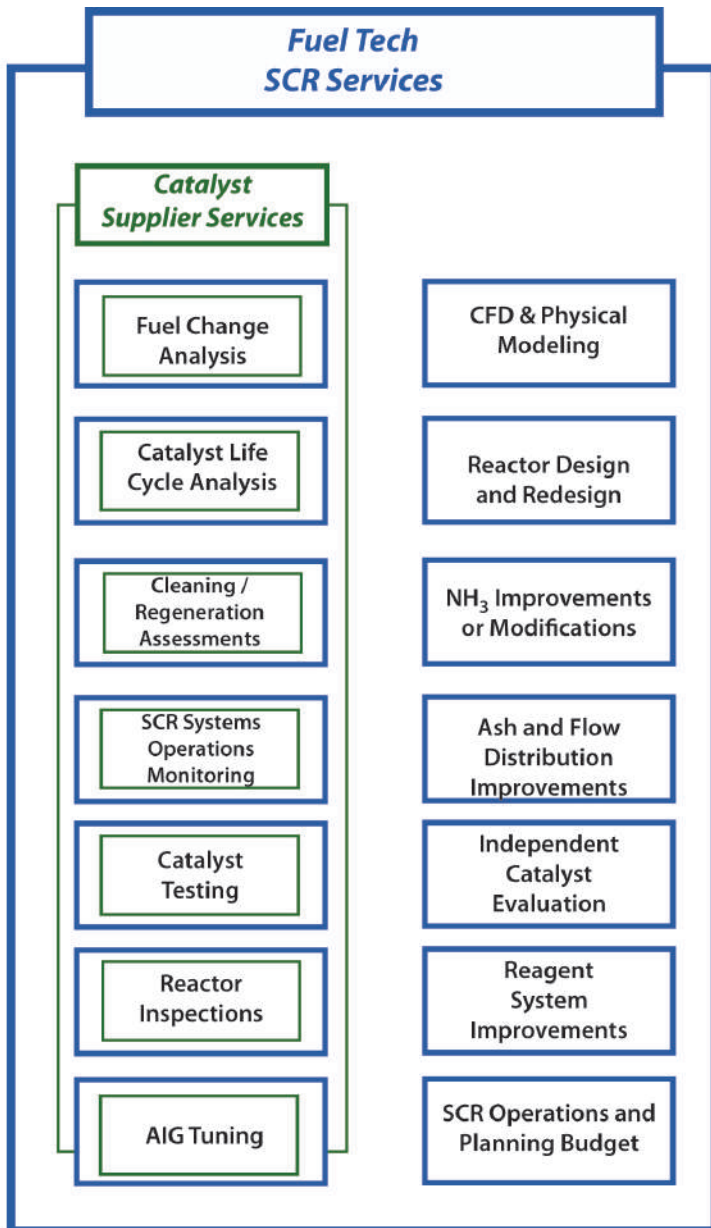 Fuel Tech
SCR Services
Catalyst
Supplier Services
Fuel Change
Analysis
Catalyst Life
Cycle Analysis
Cleaning /
Regeneration
Assessments
SCR Systems
Operations
Monitoring
Catalyst
Testing
Reactor
Inspections
AIG Tuning
CFD & Physical
Modeling
Reactor Design
and Redesign
NH₃ Improvements
or Modifications
Ash and Flow
Distribution
Improvements
Independent
Catalyst
Evaluation
Reagent
System
Improvements
SCR Operations and
Planning Budget